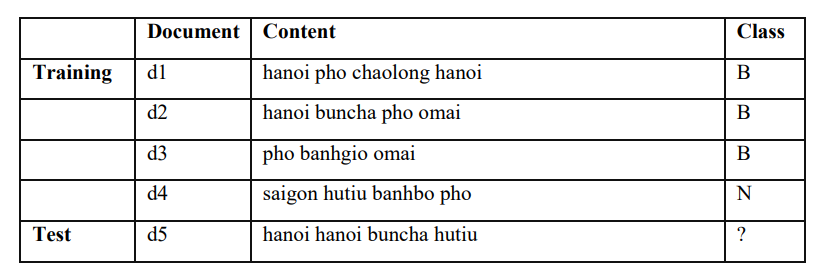 Document Content Class
Training d1 hanoi pho chaolong hanoi B
d2 hanoi buncha pho omai B
d3 pho banhgio omai B
d4 saigon hutiu banhbo pho N
Test d5 hanoi hanoi buncha hutiu ?